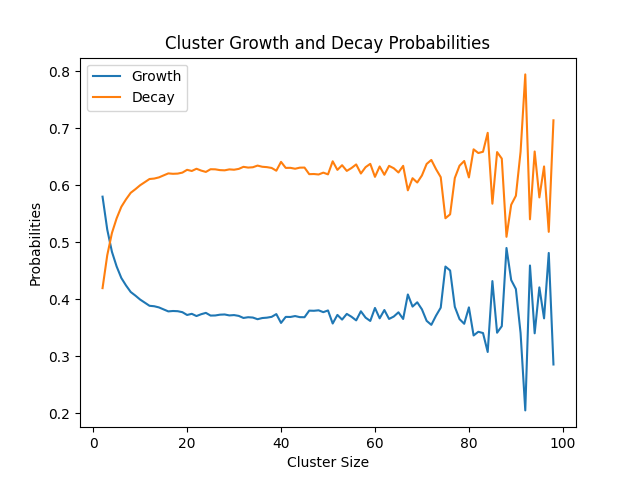 Cluster Growth and Decay Probabilities
Growth
Decay
Probabilities
0.8
0.7
0.6
0.5
0.4
0.3
0.2
0
20
40
60
80
100
Cluster Size